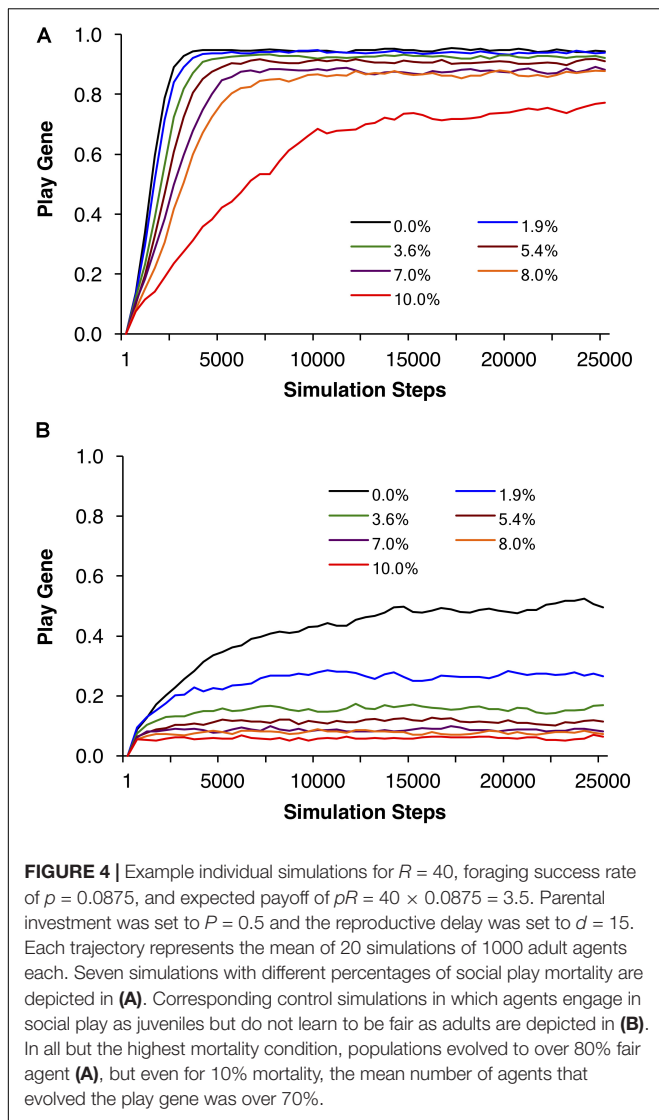 A
1.0
0.8
0.6
0.4
0.2
0.0
Play Gene
0.0% 1.9%
3.6% 5.4%
7.0% 8.0%
10.0%
1 5000 10000 15000 20000 25000
Simulation Steps
B
1.0
0.8
0.6
0.4
0.2
0.0
Play Gene
0.0% 1.9%
3.6% 5.4%
7.0% 8.0%
10.0%
1 5000 10000 15000 20000 25000
Simulation Steps
FIGURE 4 | Example individual simulations for R = 40, foraging success rate
of p = 0.0875, and expected payoff of pR = 40 × 0.0875 = 3.5. Parental
investment was set to P = 0.5 and the reproductive delay was set to d = 15.
Each trajectory represents the mean of 20 simulations of 1000 adult agents
each. Seven simulations with different percentages of social play mortality are
depicted in (A). Corresponding control simulations in which agents engage in
social play as juveniles but do not learn to be fair as adults are depicted in (B).
In all but the highest mortality condition, populations evolved to over 80% fair
agent (A), but even for 10% mortality, the mean number of agents that
evolved the play gene was over 70%.